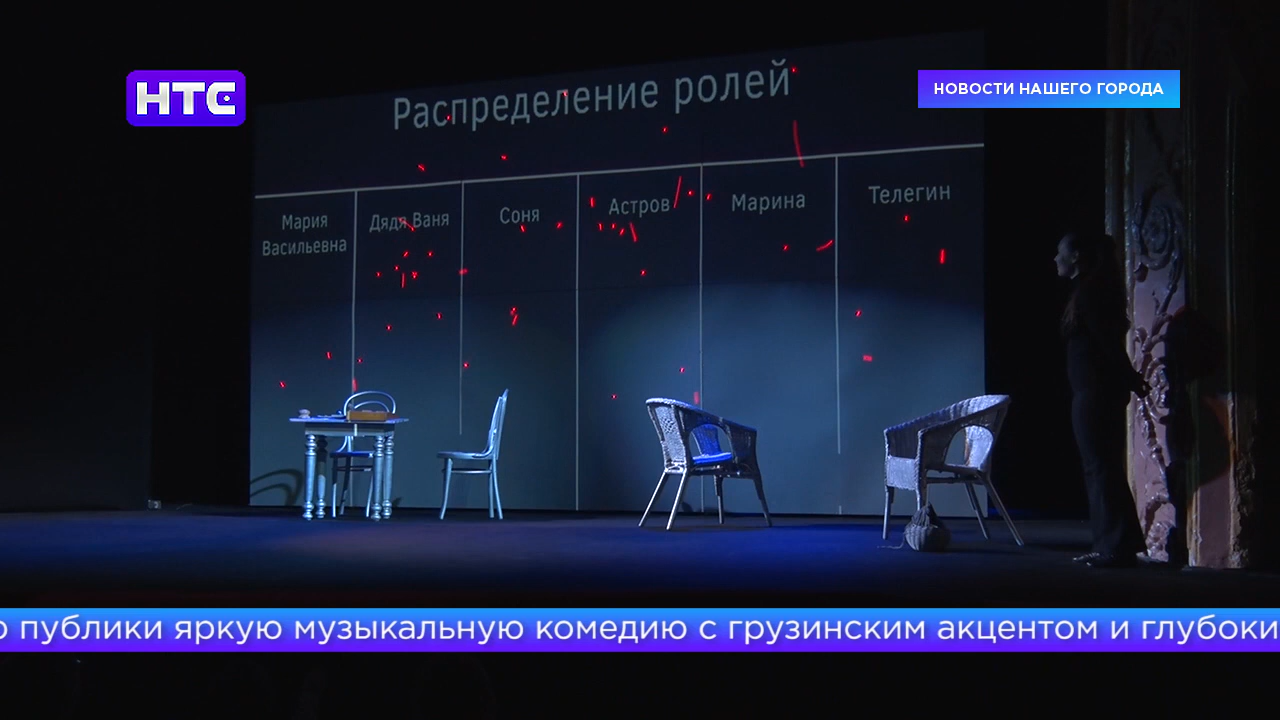 НТС
НОВОСТИ НАШЕГО ГОРОДА
Распределение ролей
Мария
Васильевна
Дядя Ваня
Соня
Астров
Марина
Телегин
о публики яркую музыкальную комедию с грузинским акцентом и глубоки